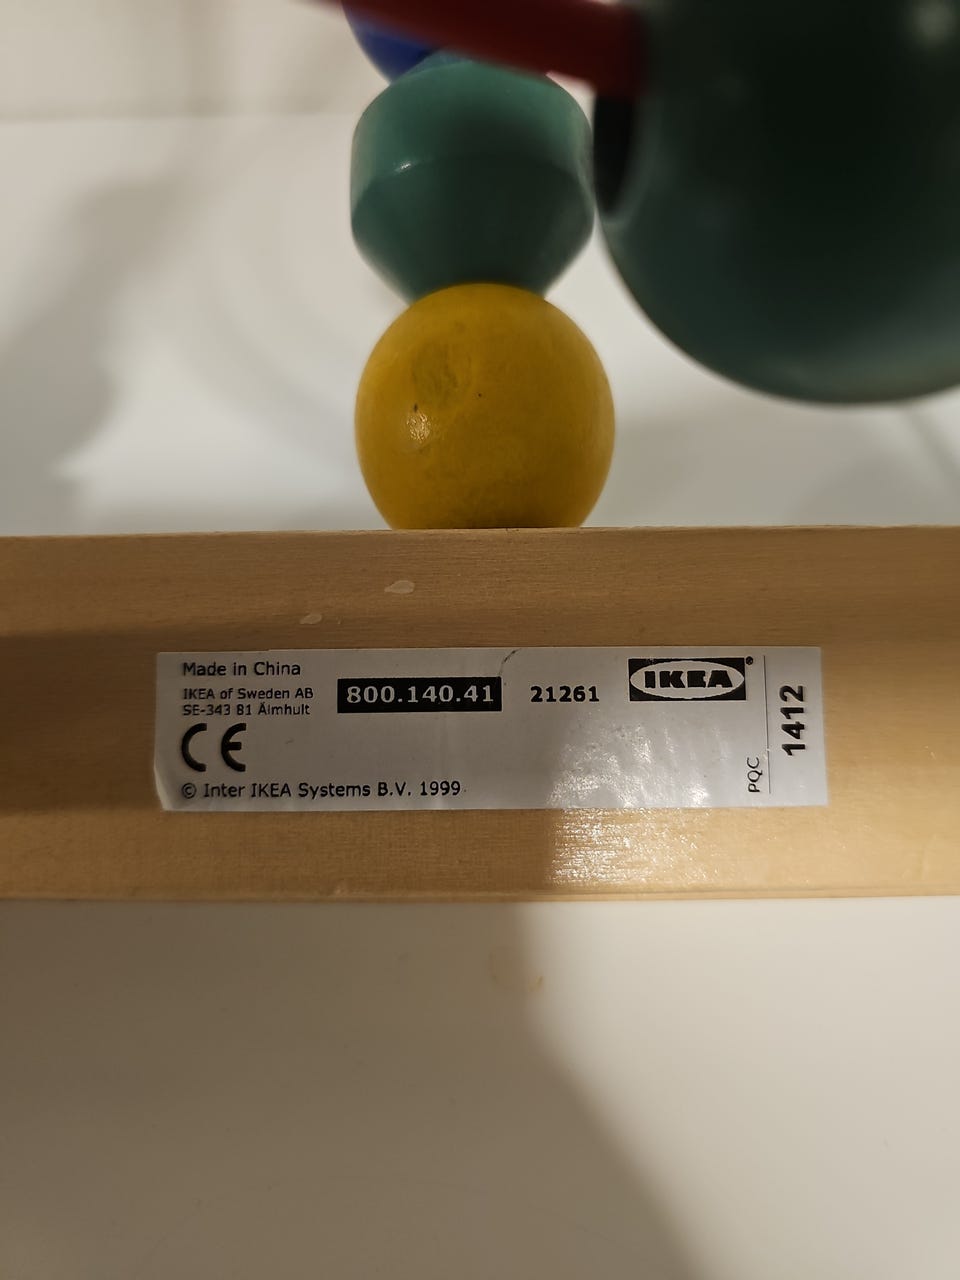 Made in China
IKEA of Sweden AB
SE-343 81 Älmhult
CE
© Inter IKEA Systems B.V. 1999
800.140.41
21261
IKEA®
PQC
1412